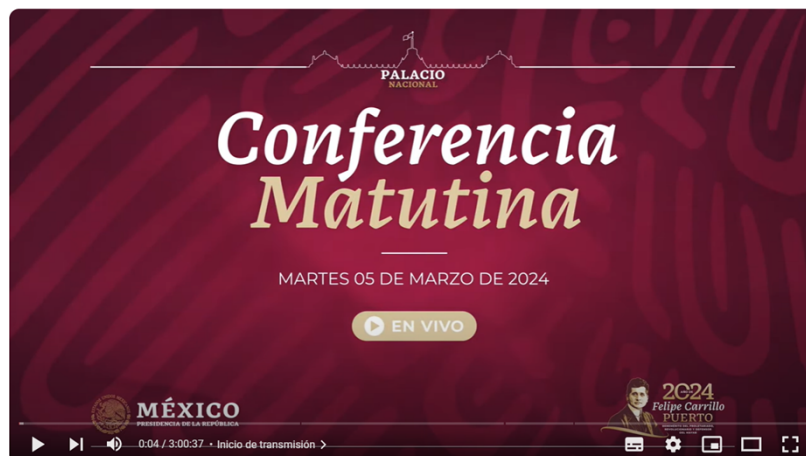 PALACIO
NACIONAL
Conferencia
Matutina
MARTES 05 DE MARZO DE 2024
EN VIVO
MÉXICO
PRESIDENCIA DE LA REPÚBLICA
2024
Felipe Carrillo
PUERTO
0:04 / 3:00:37 • Inicio de transmisión